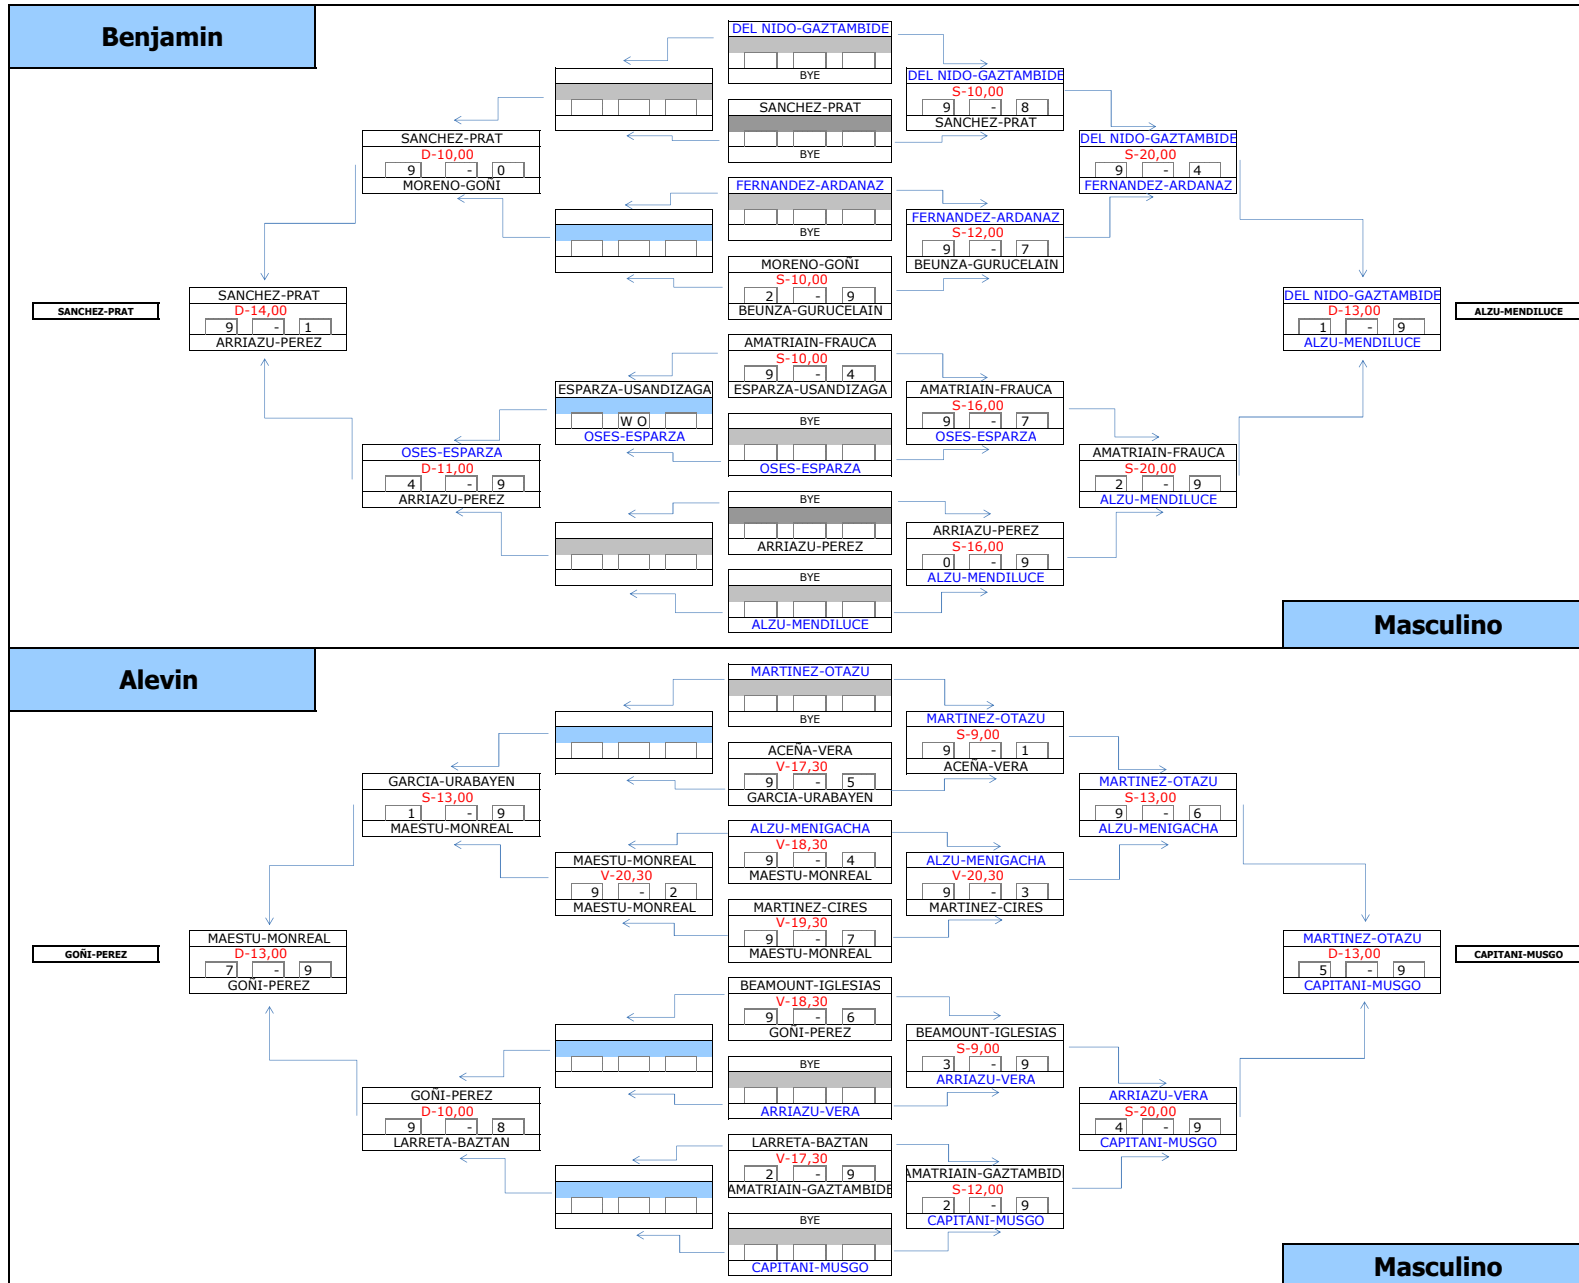 Benjamin
DEL NIDO-GAZTAMBIDE
BYE
DEL NIDO-GAZTAMBIDE
S-10,00
9 - 8
SANCHEZ-PRAT
SANCHEZ-PRAT
BYE
SANCHEZ-PRAT
D-10,00
9 - 0
MORENO-GOÑI
DEL NIDO-GAZTAMBIDE
S-20,00
9 - 4
FERNANDEZ-ARDANAZ
FERNANDEZ-ARDANAZ
BYE
FERNANDEZ-ARDANAZ
S-12,00
9 - 7
BEUNZA-GURUCELAIN
MORENO-GOÑI
S-10,00
2 - 9
BEUNZA-GURUCELAIN
SANCHEZ-PRAT
SANCHEZ-PRAT
D-14,00
9 - 1
ARRIAZU-PEREZ
DEL NIDO-GAZTAMBIDE
D-13,00
1 - 9
ALZU-MENDILUCE
ALZU-MENDILUCE
AMATRIAIN-FRAUCA
S-10,00
9 - 4
ESPARZA-USANDIZAGA
ESPARZA-USANDIZAGA
W O
OSES-ESPARZA
AMATRIAIN-FRAUCA
S-16,00
9 - 7
OSES-ESPARZA
BYE
OSES-ESPARZA
OSES-ESPARZA
D-11,00
4 - 9
ARRIAZU-PEREZ
AMATRIAIN-FRAUCA
S-20,00
2 - 9
ALZU-MENDILUCE
BYE
ARRIAZU-PEREZ
ARRIAZU-PEREZ
S-16,00
0 - 9
ALZU-MENDILUCE
BYE
ALZU-MENDILUCE
Masculino
Alevin
MARTINEZ-OTAZU
BYE
MARTINEZ-OTAZU
S-9,00
9 - 1
ACEÑA-VERA
ACEÑA-VERA
V-17,30
9 - 5
GARCIA-URABAYEN
GARCIA-URABAYEN
S-13,00
1 - 9
MAESTU-MONREAL
MARTINEZ-OTAZU
S-13,00
9 - 6
ALZU-MENIGACHA
ALZU-MENIGACHA
V-18,30
9 - 4
MAESTU-MONREAL
MAESTU-MONREAL
V-20,30
9 - 2
MAESTU-MONREAL
ALZU-MENIGACHA
V-20,30
9 - 3
MARTINEZ-CIRES
MARTINEZ-CIRES
V-19,30
9 - 7
MAESTU-MONREAL
GOÑI-PEREZ
MAESTU-MONREAL
D-13,00
7 - 9
GOÑI-PEREZ
MARTINEZ-OTAZU
D-13,00
5 - 9
CAPITANI-MUSGO
CAPITANI-MUSGO
BEAMOUNT-IGLESIAS
V-18,30
9 - 6
GOÑI-PEREZ
BEAMOUNT-IGLESIAS
S-9,00
3 - 9
ARRIAZU-VERA
BYE
ARRIAZU-VERA
GOÑI-PEREZ
D-10,00
9 - 8
LARRETA-BAZTAN
ARRIAZU-VERA
S-20,00
4 - 9
CAPITANI-MUSGO
LARRETA-BAZTAN
V-17,30
2 - 9
AMATRIAIN-GAZTAMBIDE
AMATRIAIN-GAZTAMBID
S-12,00
2 - 9
CAPITANI-MUSGO
BYE
CAPITANI-MUSGO
Masculino